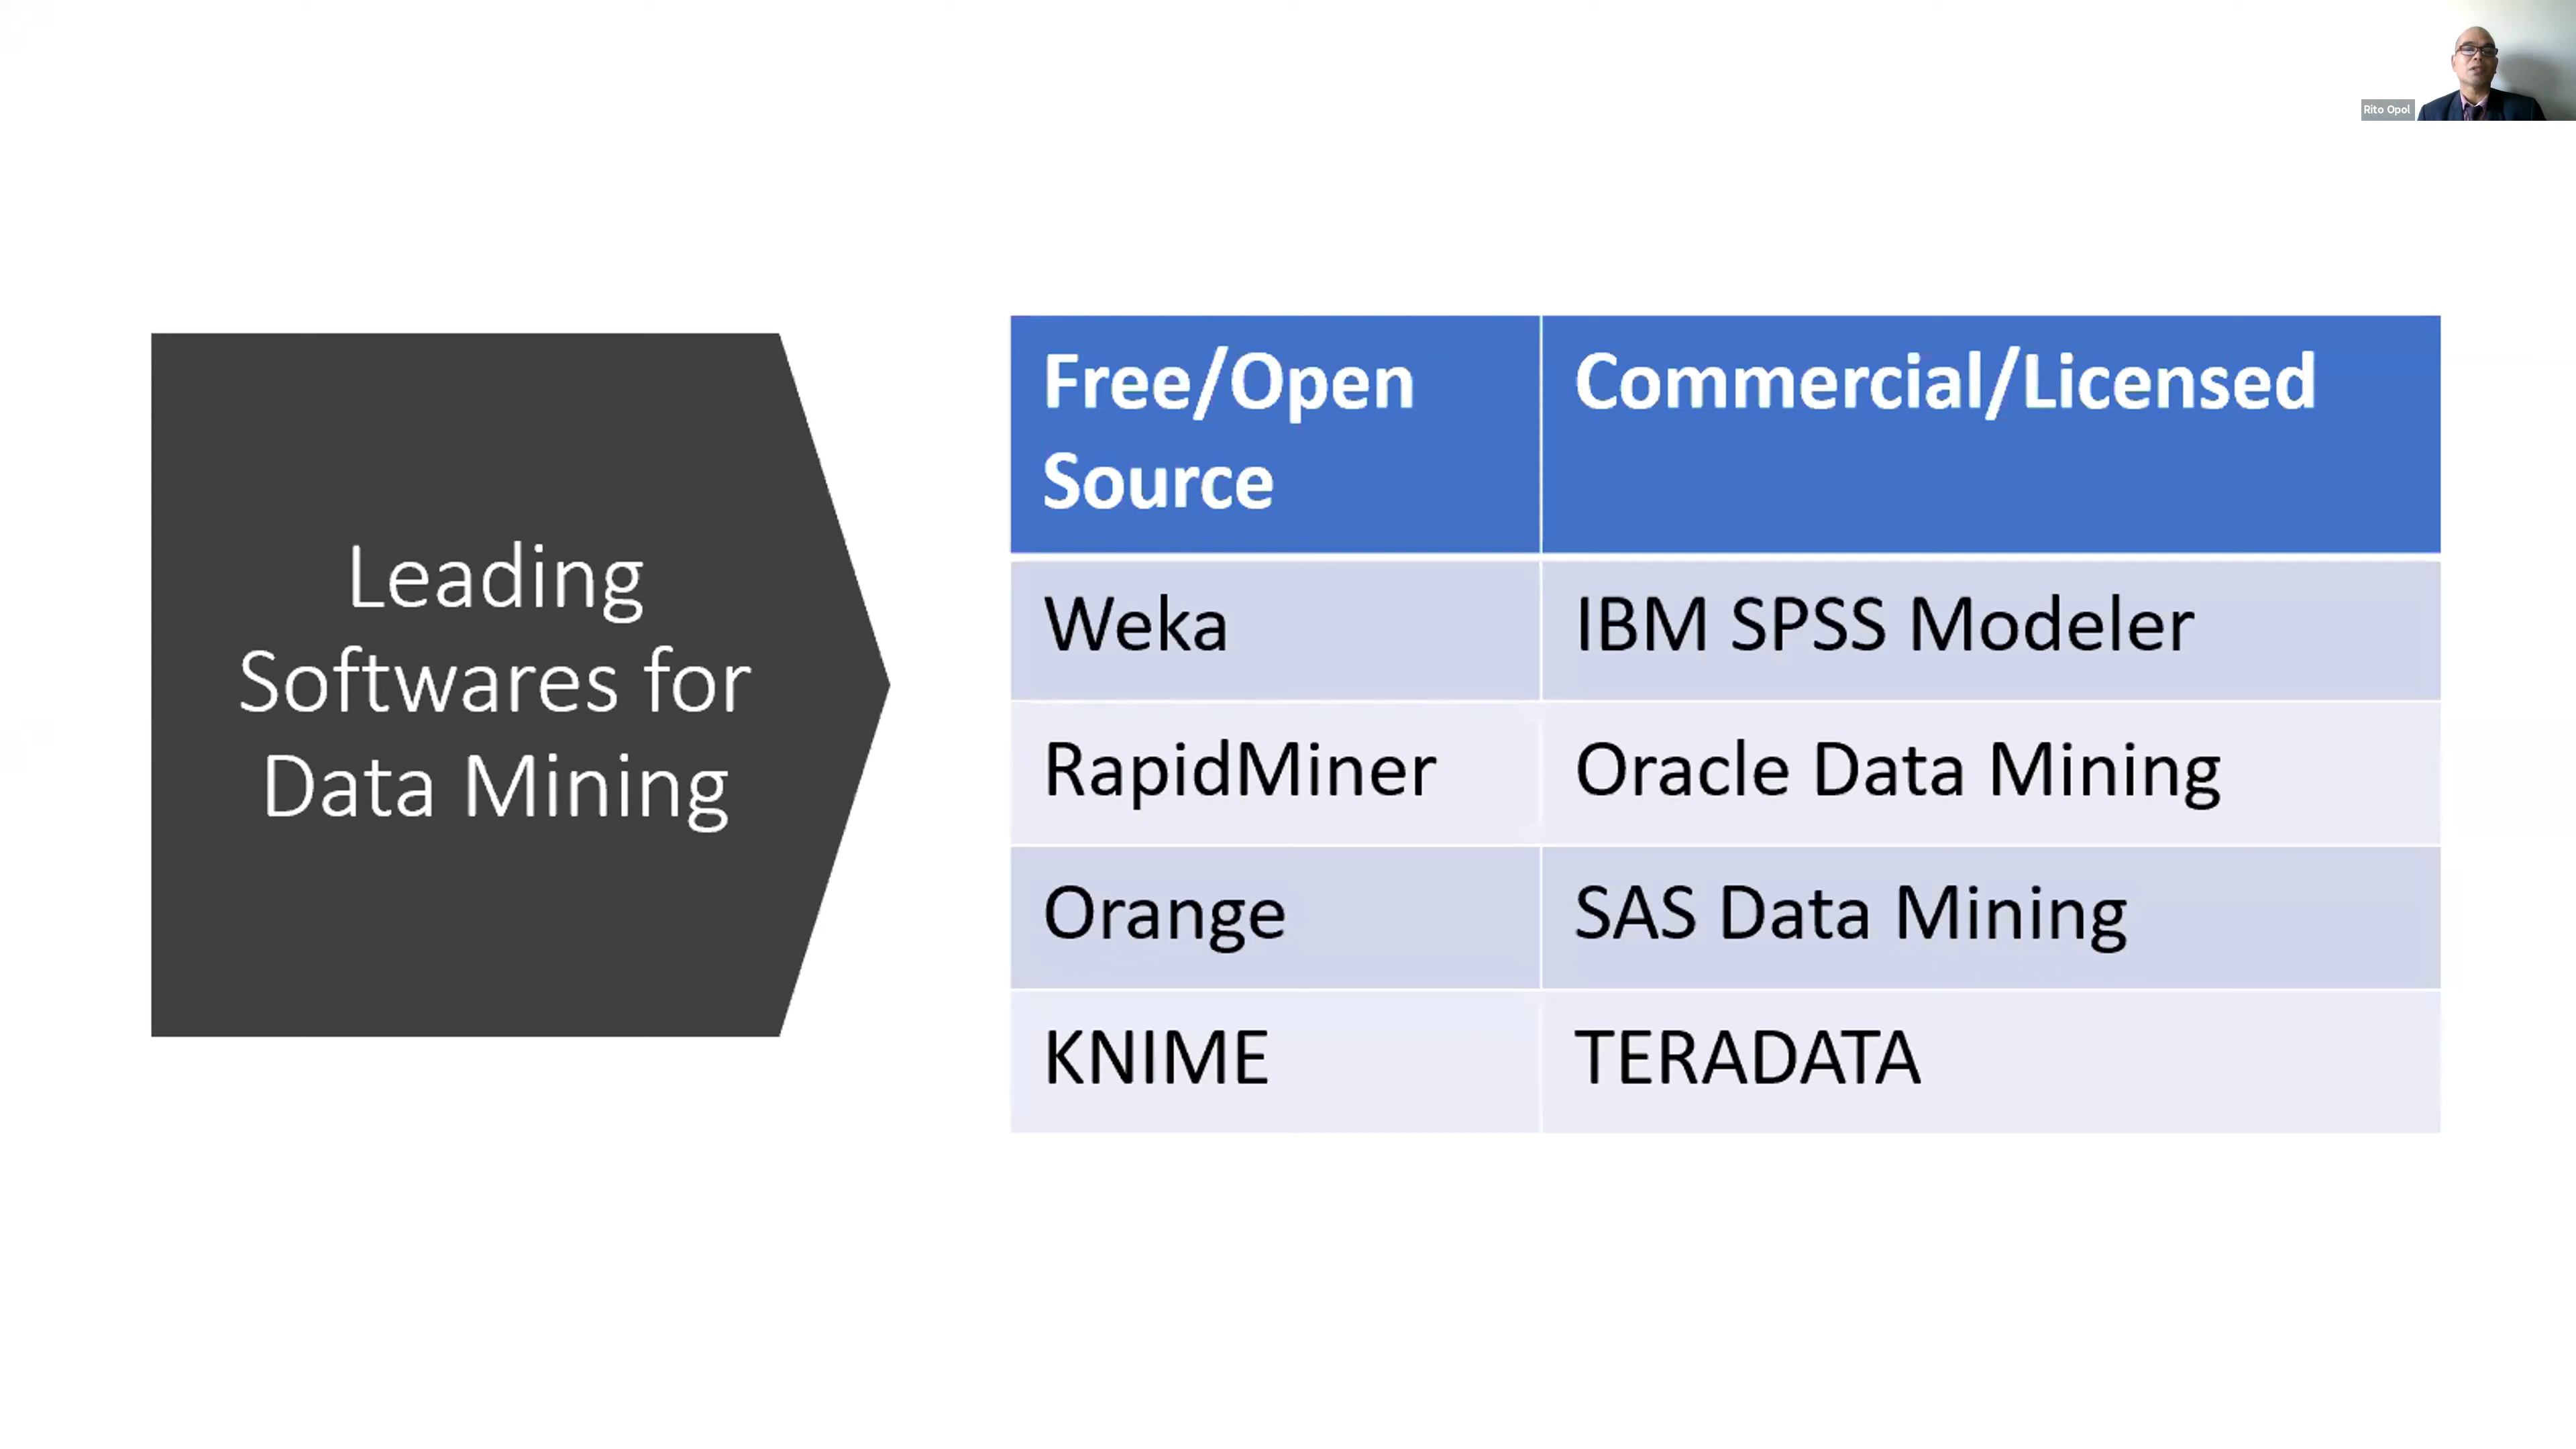 Rito Opol
Leading
Softwares for
Data Mining
Free/Open
Source
Commercial/Licensed
Weka
IBM SPSS Modeler
RapidMiner
Oracle Data Mining
Orange
SAS Data Mining
KNIME
TERADATA